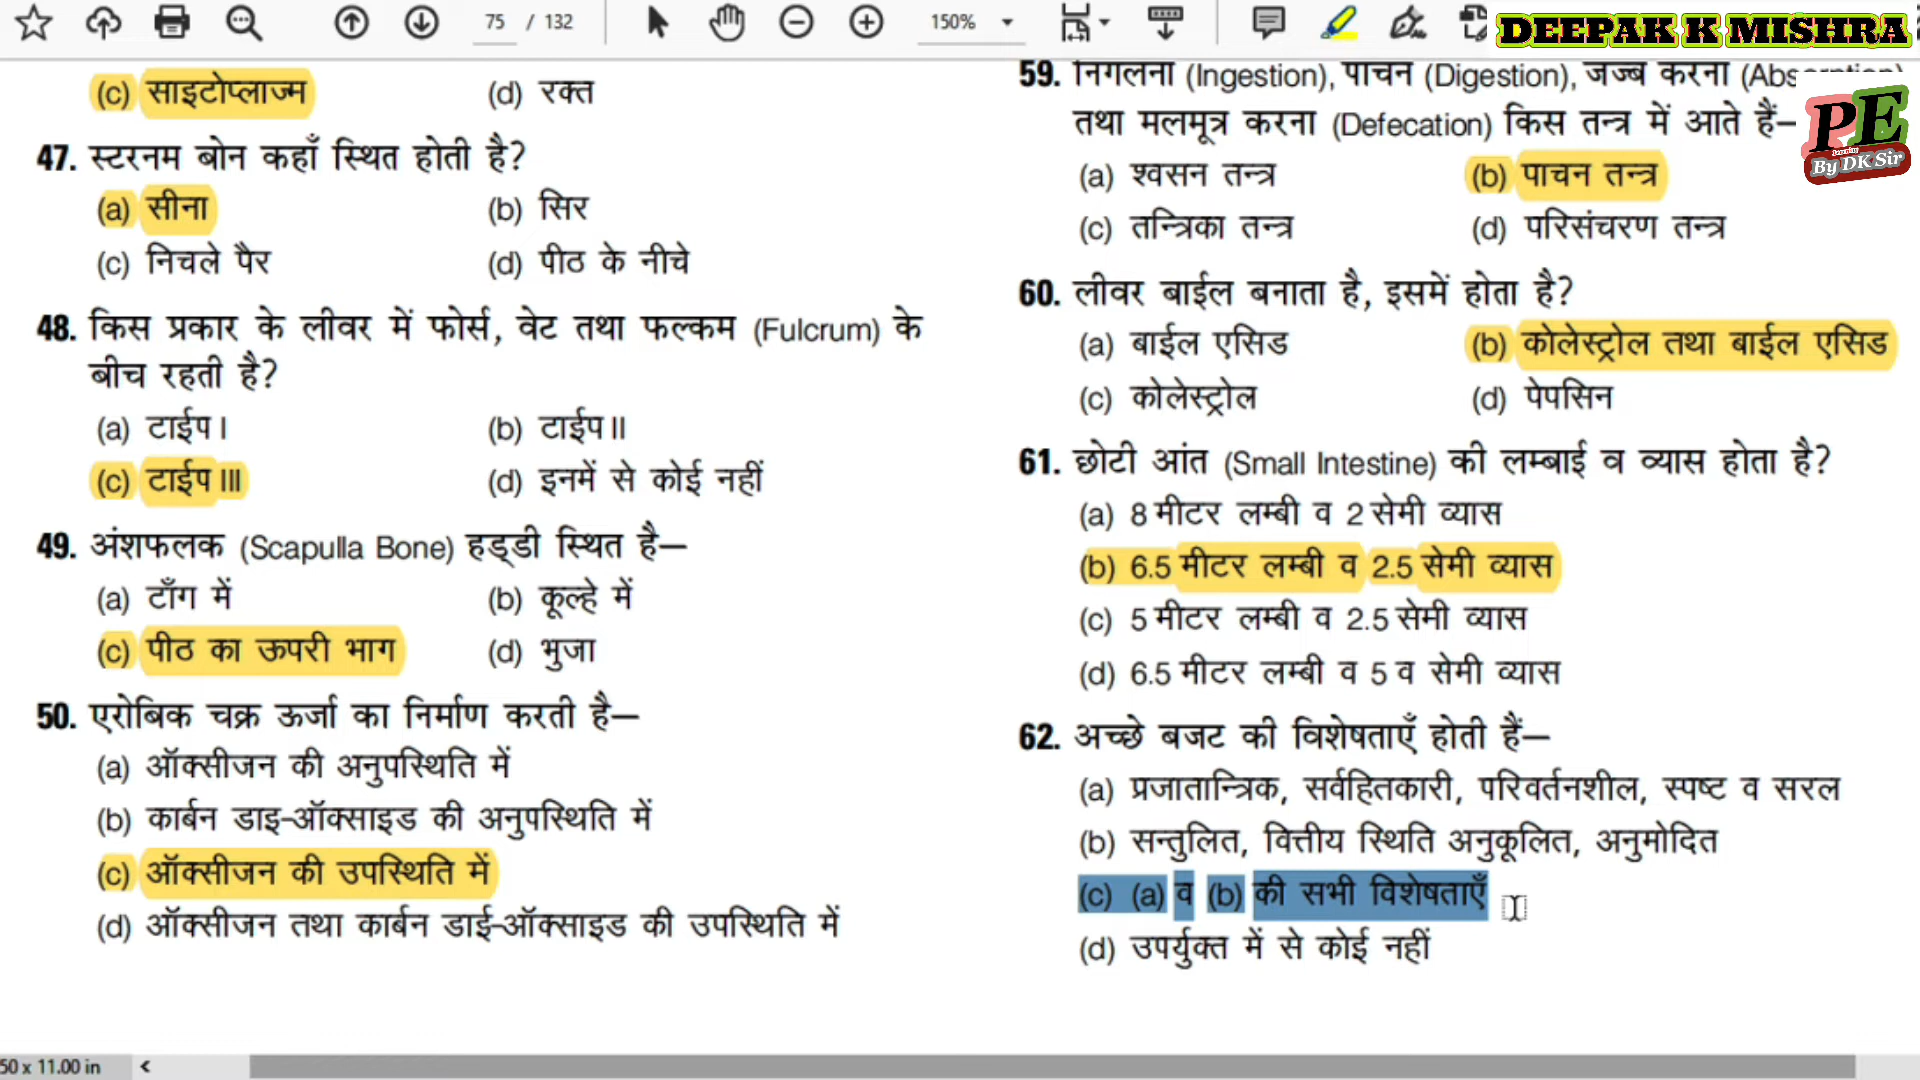 75 / 132
150%
DEEPAK K MISHRA
PE
By DK Sir
(c) साइटोप्लाज्म (d) रक्त
47. स्टरनम बोन कहाँ स्थित होती है?
(a) सीना (b) सिर
(c) निचले पैर (d) पीठ के नीचे
48. किस प्रकार के लीवर में फोर्स, वेट तथा फल्कम (Fulcrum) के
बीच रहती है?
(a) टाईप I (b) टाईप II
(c) टाईप III (d) इनमें से कोई नहीं
49. अंशफलक (Scapulla Bone) हड्डी स्थित है—
(a) टाँग में (b) कूल्हे में
(c) पीठ का ऊपरी भाग (d) भुजा
50. एरोबिक चक्र ऊर्जा का निर्माण करती है—
(a) ऑक्सीजन की अनुपस्थिति में
(b) कार्बन डाइ-ऑक्साइड की अनुपस्थिति में
(c) ऑक्सीजन की उपस्थिति में
(d) ऑक्सीजन तथा कार्बन डाई-ऑक्साइड की उपस्थिति में
59. निगलना (Ingestion), पाचन (Digestion), जज्ब करना
तथा मलमूत्र करना (Defecation) किस तन्त्र में आते हैं—
(a) श्वसन तन्त्र (b) पाचन तन्त्र
(c) तन्त्रिका तन्त्र (d) परिसंचरण तन्त्र
60. लीवर बाईल बनाता है, इसमें होता है?
(a) बाईल एसिड (b) कोलेस्ट्रोल तथा बाईल एसिड
(c) कोलेस्ट्रोल (d) पेपसिन
61. छोटी आंत (Small Intestine) की लम्बाई व व्यास होता है?
(a) 8 मीटर लम्बी व 2 सेमी व्यास
(b) 6.5 मीटर लम्बी व 2.5 सेमी व्यास
(c) 5 मीटर लम्बी व 2.5 सेमी व्यास
(d) 6.5 मीटर लम्बी व 5 व सेमी व्यास
62. अच्छे बजट की विशेषताएँ होती हैं—
(a) प्रजातान्त्रिक, सर्वहितकारी, परिवर्तनशील, स्पष्ट व सरल
(b) सन्तुलित, वित्तीय स्थिति अनुकूलित, अनुमोदित
(c) (a) व (b) की सभी विशेषताएँ
(d) उपर्युक्त में से कोई नहीं
50 x 11.00 in